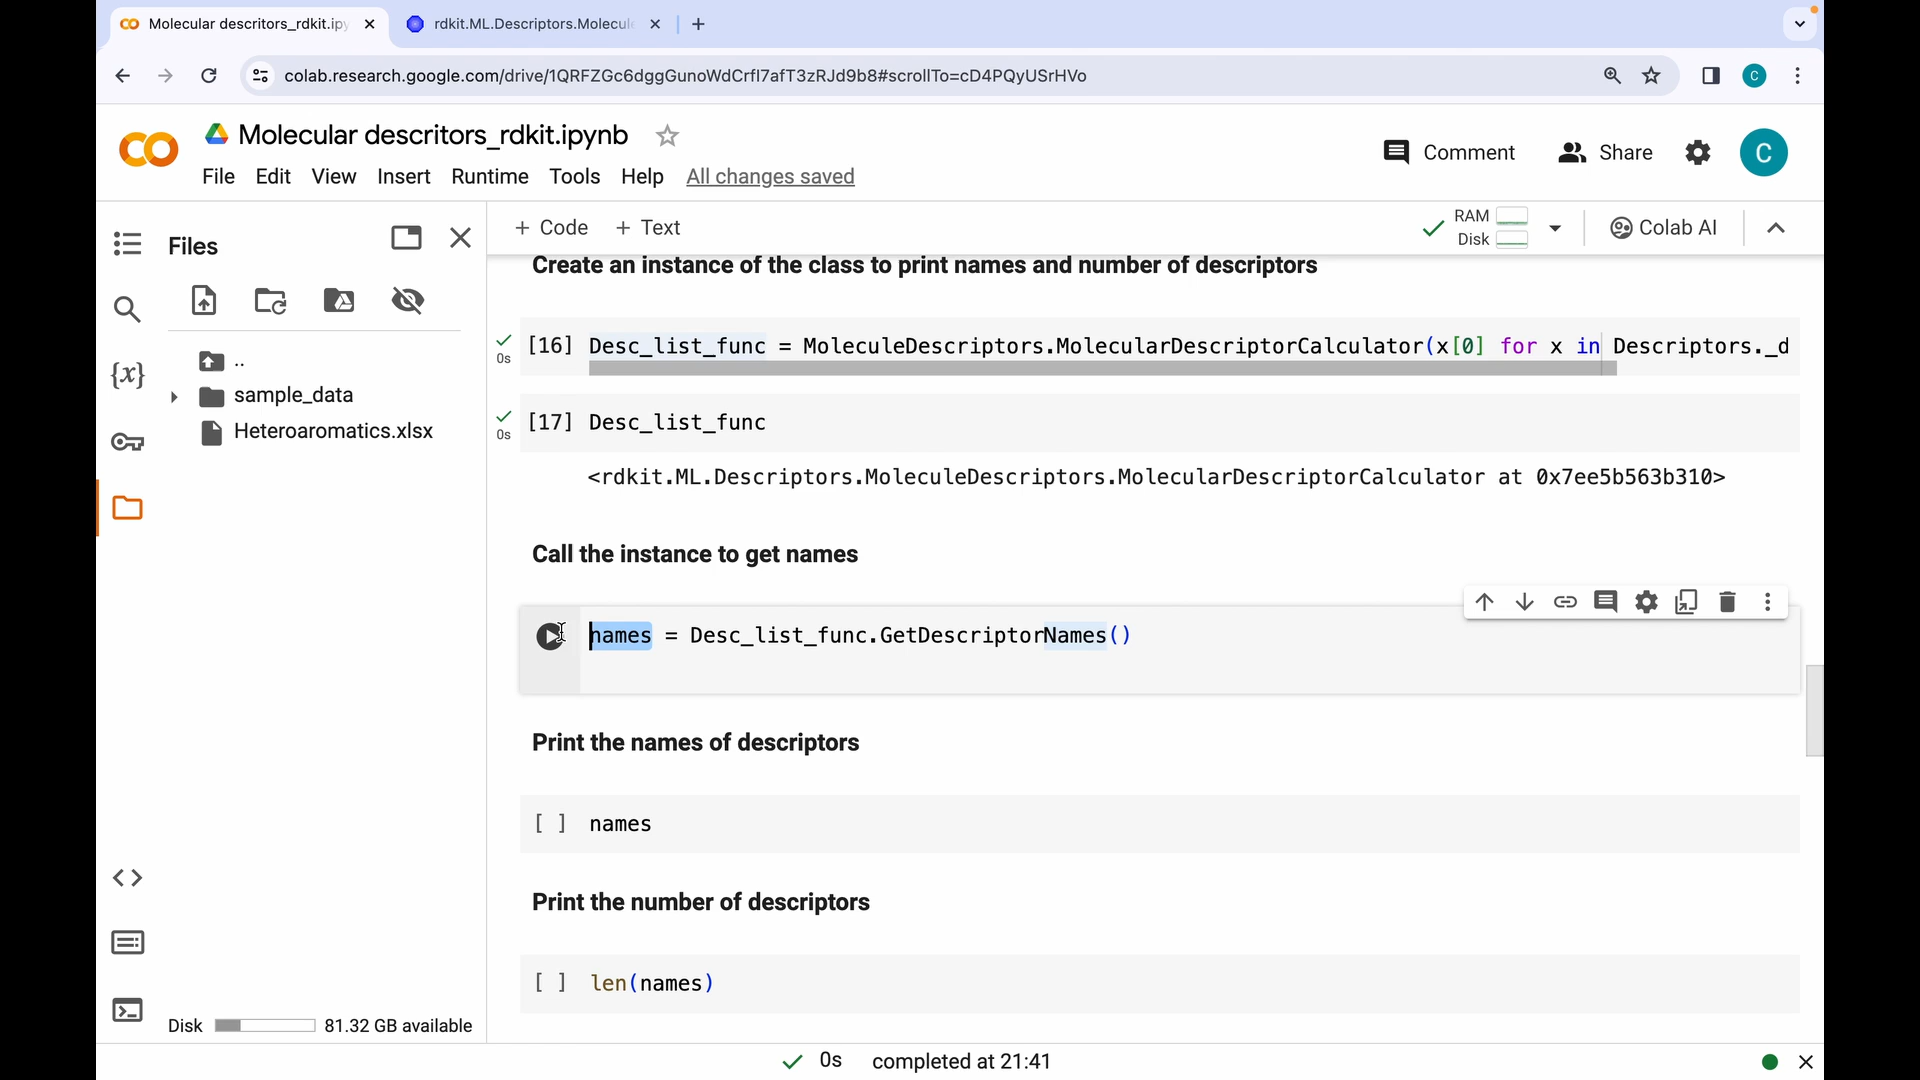 Molecular descritors_rdkit.ipy
rdkit.ML.Descriptors.Molecule
colab.research.google.com/drive/1QRFZGc6dggGunoWdCrfI7afT3zRJd9b8#scrollTo=cD4PQyUSrHVo
C
Molecular descritors_rdkit.ipynb
File Edit View Insert Runtime Tools Help All changes saved
Comment
Share
C
Files
+ Code + Text
RAM
Disk
Colab AI
..
sample_data
Heteroaromatics.xlsx
{x}
Disk
81.32 GB available
Create an instance of the class to print names and number of descriptors
0s
[16] Desc_list_func = MoleculeDescriptors.MolecularDescriptorCalculator(x[0] for x in Descriptors._d
0s
[17] Desc_list_func
<rdkit.ML.Descriptors.MoleculeDescriptors.MolecularDescriptorCalculator at 0x7ee5b563b310>
Call the instance to get names
names = Desc_list_func.GetDescriptorNames()
Print the names of descriptors
[ ] names
Print the number of descriptors
[ ] len(names)
0s completed at 21:41